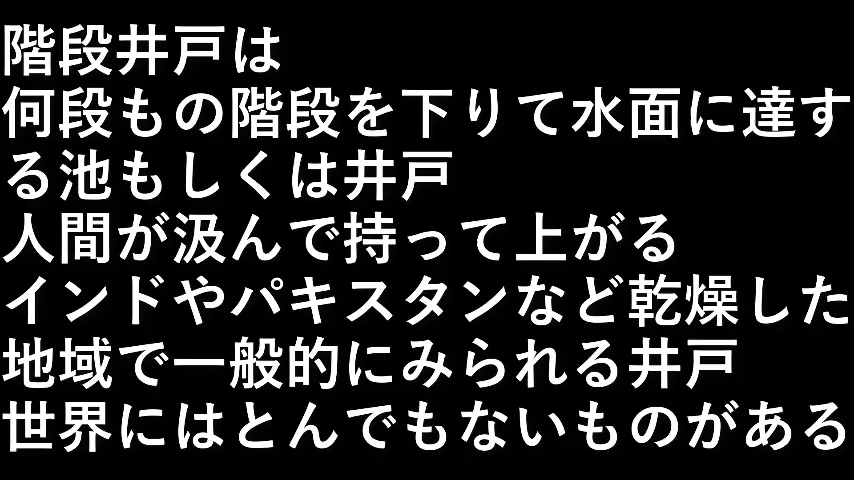 階段井戸は
何段もの階段を下りて水面に達す
る池もしくは井戸
人間が汲んで持って上がる
インドやパキスタンなど乾燥した
地域で一般的にみられる井戸
世界にはとんでもないものがある